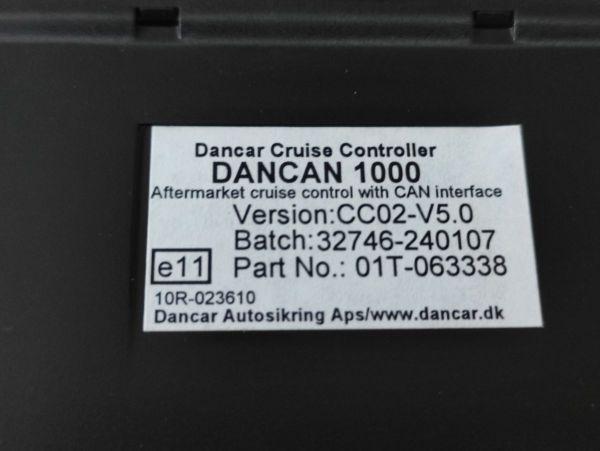 Dancar Cruise Controller
DANCAN 1000
Aftermarket cruise control with CAN interface
Version:CC02-V5.0
Batch:32746-240107
e11 Part No.: 01T-063338
10R-023610
Dancar Autosikring Aps/www.dancar.dk